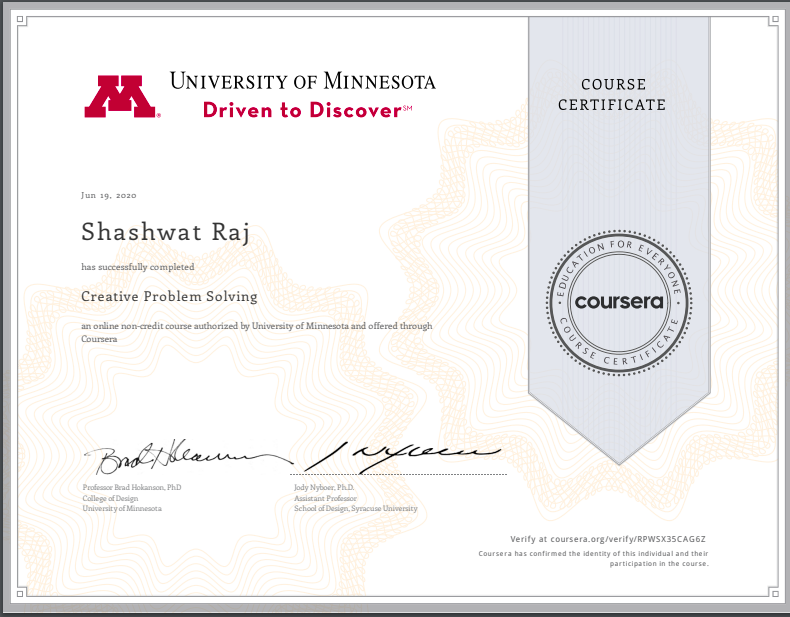 UNIVERSITY OF MINNESOTA
Driven to Discover℠
COURSE
CERTIFICATE
Jun 19, 2020
Shashwat Raj
has successfully completed
Creative Problem Solving
an online non-credit course authorized by University of Minnesota and offered through
Coursera
EDUCATION FOR EVERYONE
coursera
COURSE CERTIFICATE
Professor Brad Hokanson, PhD
College of Design
University of Minnesota
Jody Nyboer, Ph.D.
Assistant Professor
School of Design, Syracuse University
Verify at coursera.org/verify/RPWSX35CAG6Z
Coursera has confirmed the identity of this individual and their
participation in the course.